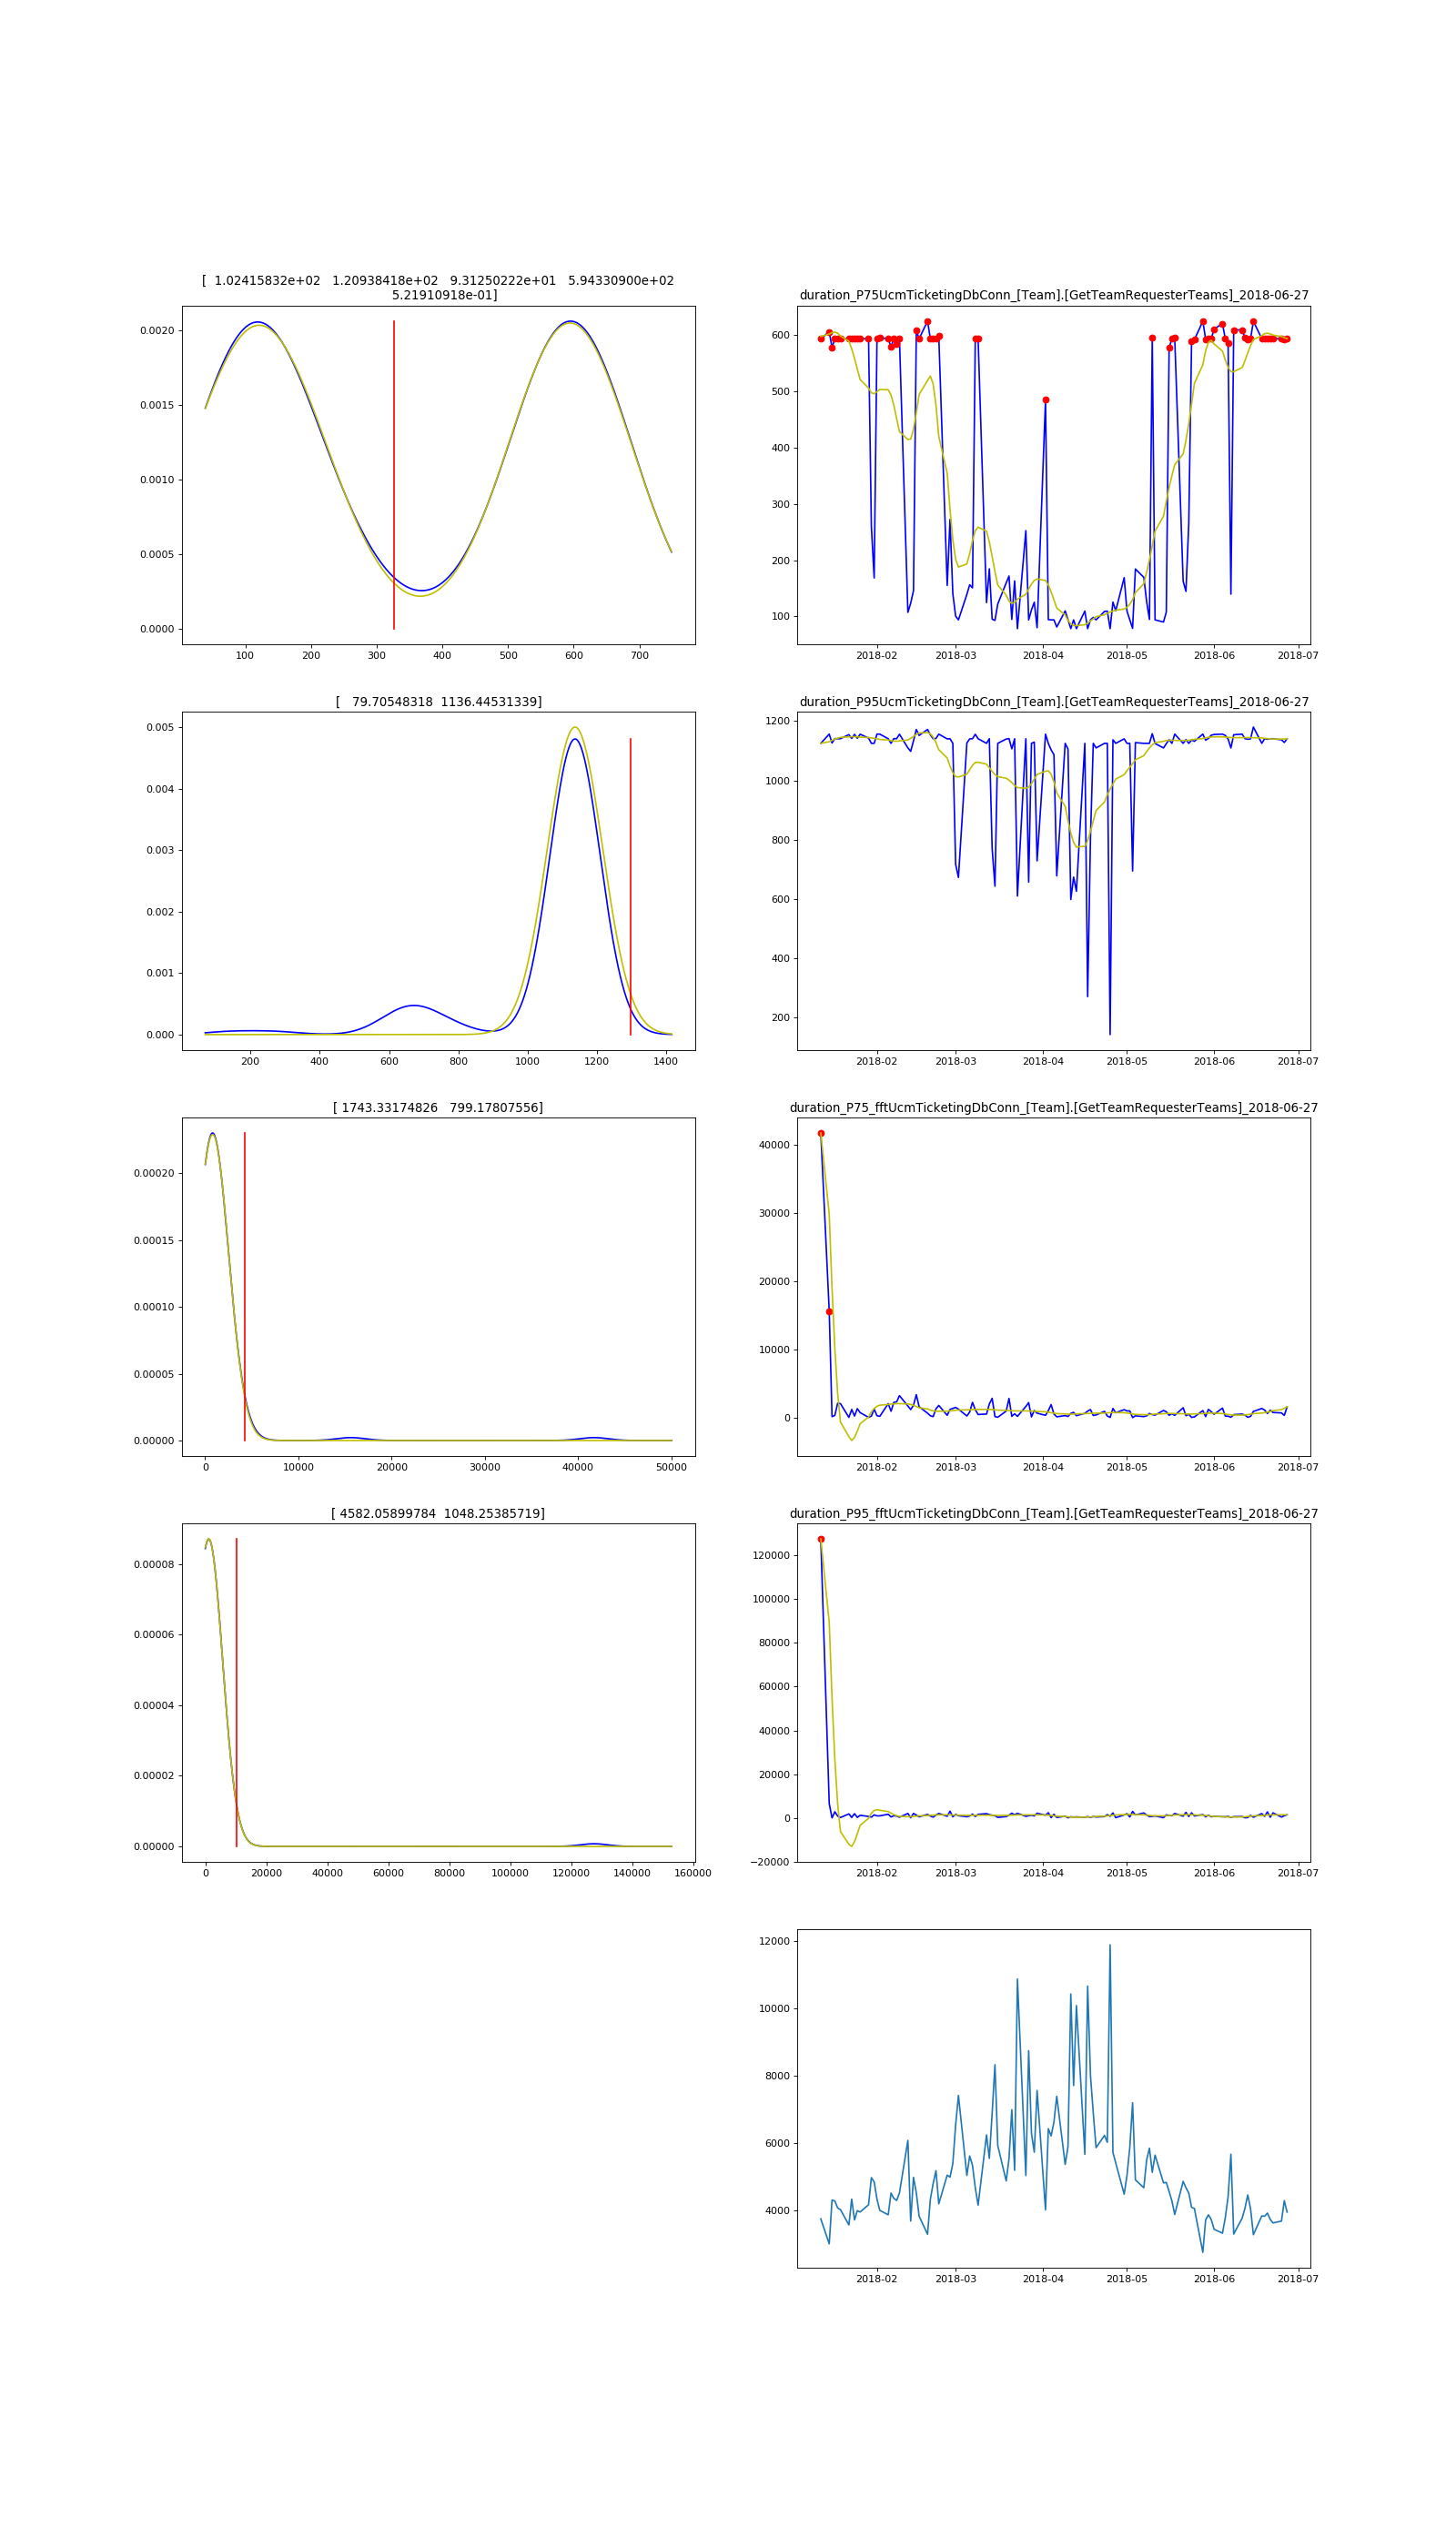 [  1.02415832e+02   1.20938418e+02   9.31250222e+01   5.94330900e+02
5.21910918e-01]
0.0020
0.0015
0.0010
0.0005
0.0000
100 200 300 400 500 600 700
duration_P75UcmTicketingDbConn_[Team].[GetTeamRequesterTeams]_2018-06-27
600
500
400
300
200
100
2018-02 2018-03 2018-04 2018-05 2018-06 2018-07
[   79.70548318  1136.44531339]
0.005
0.004
0.003
0.002
0.001
0.000
200 400 600 800 1000 1200 1400
duration_P95UcmTicketingDbConn_[Team].[GetTeamRequesterTeams]_2018-06-27
1200
1000
800
600
400
200
2018-02 2018-03 2018-04 2018-05 2018-06 2018-07
[ 1743.33174826   799.17807556]
0.00020
0.00015
0.00010
0.00005
0.00000
0 10000 20000 30000 40000 50000
duration_P75_fftUcmTicketingDbConn_[Team].[GetTeamRequesterTeams]_2018-06-27
40000
30000
20000
10000
0
2018-02 2018-03 2018-04 2018-05 2018-06 2018-07
[ 4582.05899784  1048.25385719]
0.00008
0.00006
0.00004
0.00002
0.00000
0 20000 40000 60000 80000 100000 120000 140000 160000
duration_P95_fftUcmTicketingDbConn_[Team].[GetTeamRequesterTeams]_2018-06-27
120000
100000
80000
60000
40000
20000
0
−20000
2018-02 2018-03 2018-04 2018-05 2018-06 2018-07
12000
10000
8000
6000
4000
2018-02 2018-03 2018-04 2018-05 2018-06 2018-07